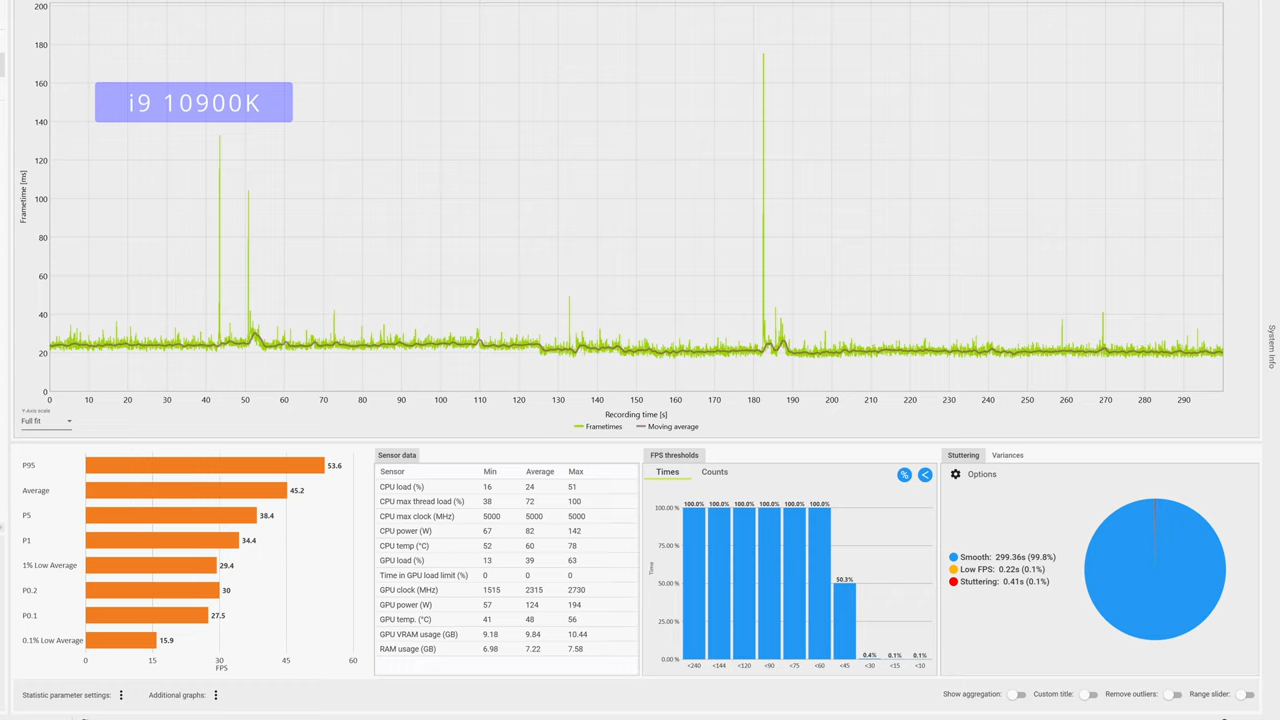 200
180
160
i9 10900K
140
120
100
80
60
40
20
0
Frametime [ms]
0 10 20 30 40 50 60 70 80 90 100 110 120 130 140 150 160 170 180 190 200 210 220 230 240 250 260 270 280 290
Recording time [s]
Frametimes Moving average
Y-Axis scale
Full fit
System Info
P95 53.6
Average 45.2
P5 38.4
P1 34.4
1% Low Average 29.4
P0.2 30
P0.1 27.5
0.1% Low Average 15.9
0 15 30 45 60
FPS
Sensor data
Sensor Min Average Max
CPU load (%) 16 24 51
CPU max thread load (%) 38 72 100
CPU max clock (MHz) 5000 5000 5000
CPU power (W) 67 82 142
CPU temp (°C) 52 60 78
GPU load (%) 13 39 63
Time in GPU load limit (%) 0 0 0
GPU clock (MHz) 1515 2315 2730
GPU power (W) 57 124 194
GPU temp. (°C) 41 48 56
GPU VRAM usage (GB) 9.18 9.84 10.44
RAM usage (GB) 6.98 7.22 7.58
FPS thresholds
Times Counts
%
100.0% 100.0% 100.0% 100.0% 100.0% 100.0%
100.00 %
75.00 %
50.00 %
50.3%
25.00 %
0.00 %
0.4% 0.1% 0.1%
Time
<240 <144 <120 <90 <75 <60 <45 <30 <15 <10
Stuttering Variances
Options
Smooth: 299.36s (99.8%)
Low FPS: 0.22s (0.1%)
Stuttering: 0.41s (0.1%)
Statistic parameter settings: Additional graphs: Show aggregation: Custom title: Remove outliers: Range slider: